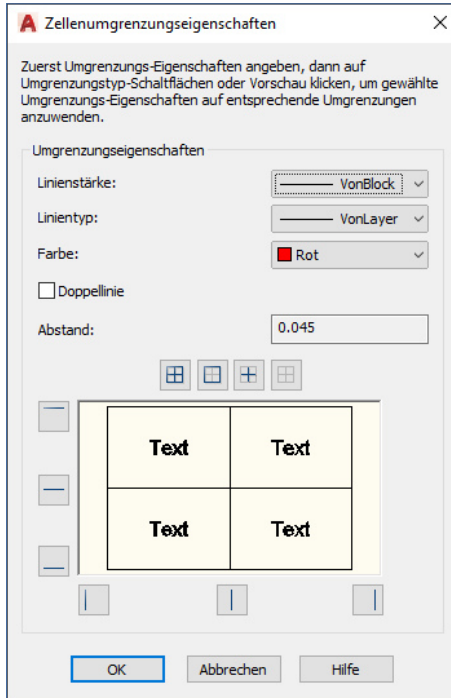 Zellenumgrenzungseigenschaften
Zuerst Umgrenzungs-Eigenschaften angeben, dann auf
Umgrenzungstyp-Schaltflächen oder Vorschau klicken, um gewählte
Umgrenzungs-Eigenschaften auf entsprechende Umgrenzungen
anzuwenden.
Umgrenzungseigenschaften
Linienstärke: VonBlock
Linientyp: VonLayer
Farbe: Rot
Doppellinie
Abstand: 0.045
Text Text
Text Text
OK Abbrechen Hilfe